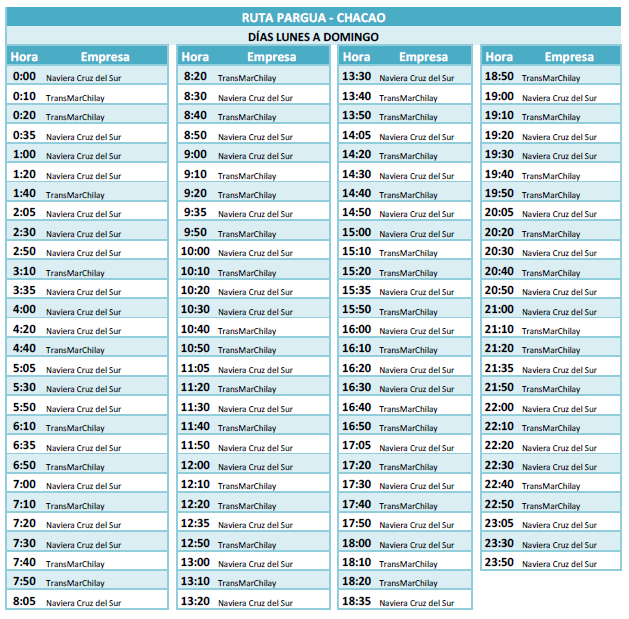 RUTA PARGUA - CHACAO
DÍAS LUNES A DOMINGO
Hora Empresa
0:00 Naviera Cruz del Sur
0:10 TransMarChilay
0:20 TransMarChilay
0:35 Naviera Cruz del Sur
1:00 Naviera Cruz del Sur
1:20 Naviera Cruz del Sur
1:40 TransMarChilay
2:05 Naviera Cruz del Sur
2:30 Naviera Cruz del Sur
2:50 Naviera Cruz del Sur
3:10 TransMarChilay
3:35 Naviera Cruz del Sur
4:00 Naviera Cruz del Sur
4:20 Naviera Cruz del Sur
4:40 TransMarChilay
5:05 Naviera Cruz del Sur
5:30 Naviera Cruz del Sur
5:50 Naviera Cruz del Sur
6:10 TransMarChilay
6:35 Naviera Cruz del Sur
6:50 TransMarChilay
7:00 Naviera Cruz del Sur
7:10 TransMarChilay
7:20 Naviera Cruz del Sur
7:30 Naviera Cruz del Sur
7:40 TransMarChilay
7:50 TransMarChilay
8:05 Naviera Cruz del Sur
Hora Empresa
8:20 TransMarChilay
8:30 Naviera Cruz del Sur
8:40 TransMarChilay
8:50 Naviera Cruz del Sur
9:00 Naviera Cruz del Sur
9:10 TransMarChilay
9:20 TransMarChilay
9:35 Naviera Cruz del Sur
9:50 TransMarChilay
10:00 Naviera Cruz del Sur
10:10 TransMarChilay
10:20 Naviera Cruz del Sur
10:30 Naviera Cruz del Sur
10:40 TransMarChilay
10:50 TransMarChilay
11:05 Naviera Cruz del Sur
11:20 TransMarChilay
11:30 Naviera Cruz del Sur
11:40 TransMarChilay
11:50 Naviera Cruz del Sur
12:00 Naviera Cruz del Sur
12:10 TransMarChilay
12:20 TransMarChilay
12:35 Naviera Cruz del Sur
12:50 TransMarChilay
13:00 Naviera Cruz del Sur
13:10 TransMarChilay
13:20 Naviera Cruz del Sur
Hora Empresa
13:30 Naviera Cruz del Sur
13:40 TransMarChilay
13:50 TransMarChilay
14:05 Naviera Cruz del Sur
14:20 TransMarChilay
14:30 Naviera Cruz del Sur
14:40 TransMarChilay
14:50 Naviera Cruz del Sur
15:00 Naviera Cruz del Sur
15:10 TransMarChilay
15:20 TransMarChilay
15:35 Naviera Cruz del Sur
15:50 TransMarChilay
16:00 Naviera Cruz del Sur
16:10 TransMarChilay
16:20 Naviera Cruz del Sur
16:30 Naviera Cruz del Sur
16:40 TransMarChilay
16:50 TransMarChilay
17:05 Naviera Cruz del Sur
17:20 TransMarChilay
17:30 Naviera Cruz del Sur
17:40 TransMarChilay
17:50 Naviera Cruz del Sur
18:00 Naviera Cruz del Sur
18:10 TransMarChilay
18:20 TransMarChilay
18:35 Naviera Cruz del Sur
Hora Empresa
18:50 TransMarChilay
19:00 Naviera Cruz del Sur
19:10 TransMarChilay
19:20 Naviera Cruz del Sur
19:30 Naviera Cruz del Sur
19:40 TransMarChilay
19:50 TransMarChilay
20:05 Naviera Cruz del Sur
20:20 TransMarChilay
20:30 Naviera Cruz del Sur
20:40 TransMarChilay
20:50 Naviera Cruz del Sur
21:00 Naviera Cruz del Sur
21:10 TransMarChilay
21:20 TransMarChilay
21:35 Naviera Cruz del Sur
21:50 TransMarChilay
22:00 Naviera Cruz del Sur
22:10 TransMarChilay
22:20 Naviera Cruz del Sur
22:30 Naviera Cruz del Sur
22:40 TransMarChilay
22:50 TransMarChilay
23:05 Naviera Cruz del Sur
23:30 Naviera Cruz del Sur
23:50 Naviera Cruz del Sur